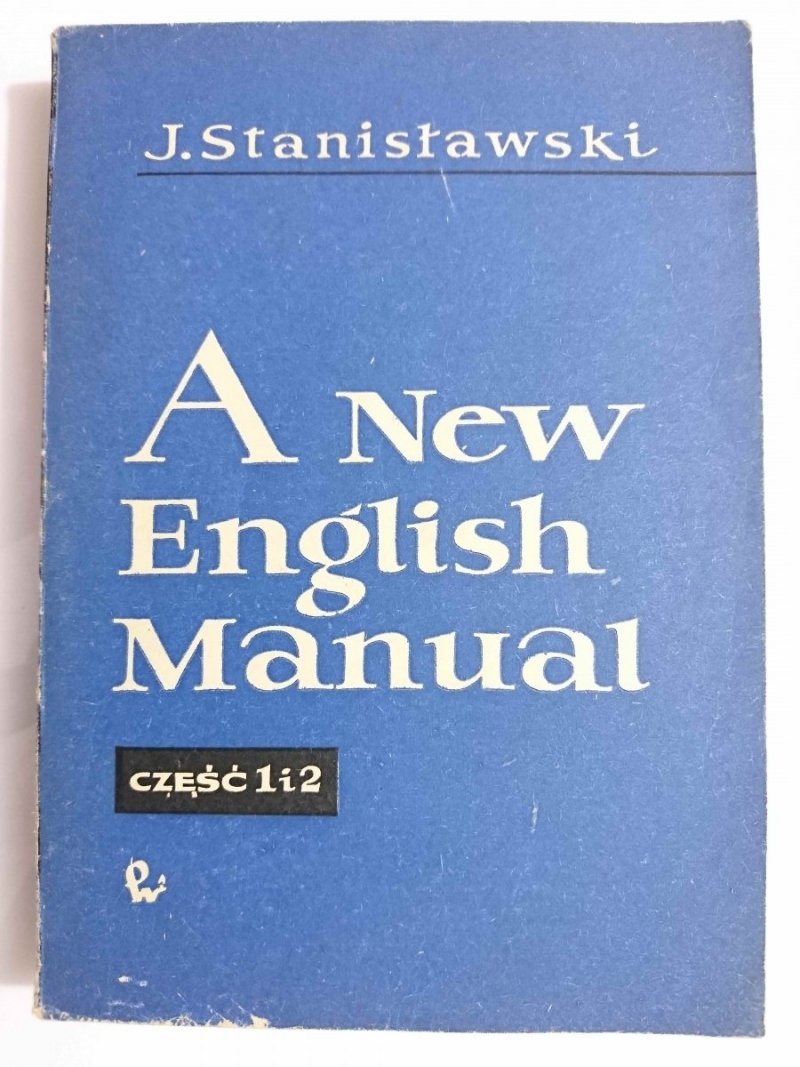 J. Stanisławski
A New
English
Manual
CZĘŚĆ 1 i 2